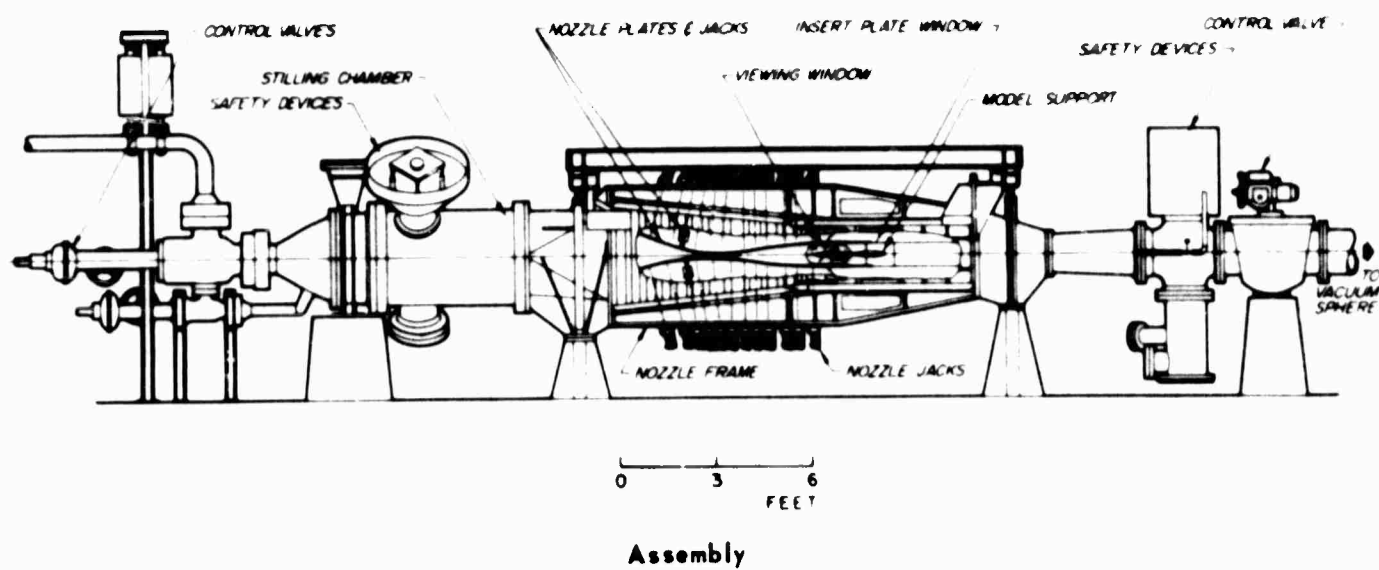 CONTROL VALVES
NOZZLE PLATES & JACKS
INSERT PLATE WINDOW
CONTROL VALVE
SAFETY DEVICES
STILLING CHAMBER
VIEWING WINDOW
SAFETY DEVICES
MODEL SUPPORT
TO
VACUUM
SPHERE
NOZZLE FRAME
NOZZLE JACKS
0 3 6
FEET
Assembly